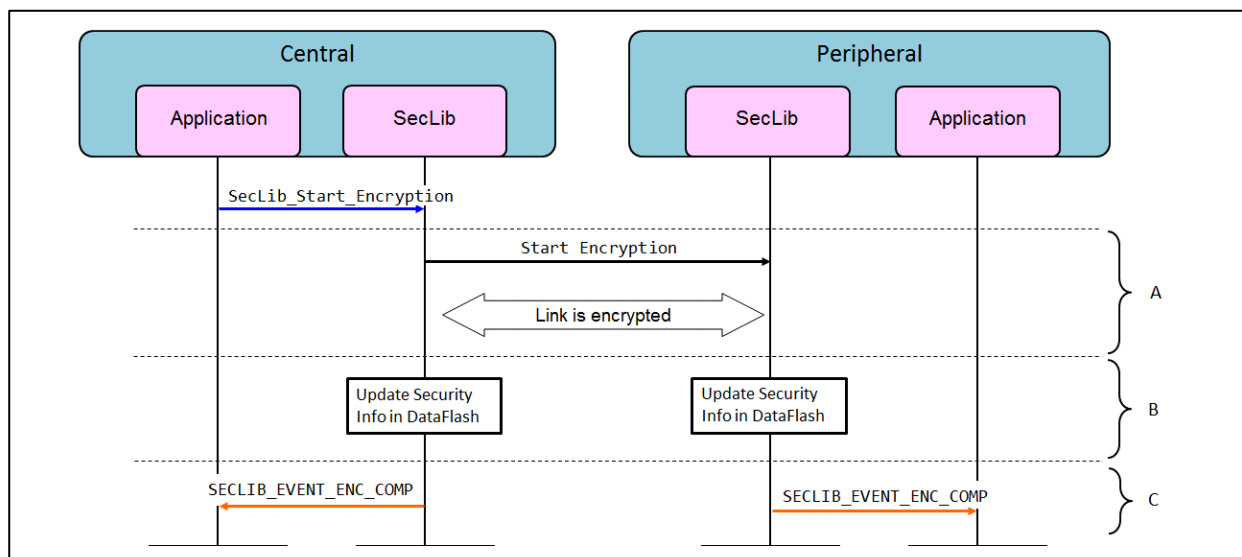 Central
Peripheral
Application
SecLib
SecLib
Application
SecLib_Start_Encryption
Start Encryption
A
Link is encrypted
Update Security
Info in DataFlash
Update Security
Info in DataFlash
B
SECLIB_EVENT_ENC_COMP
SECLIB_EVENT_ENC_COMP
C